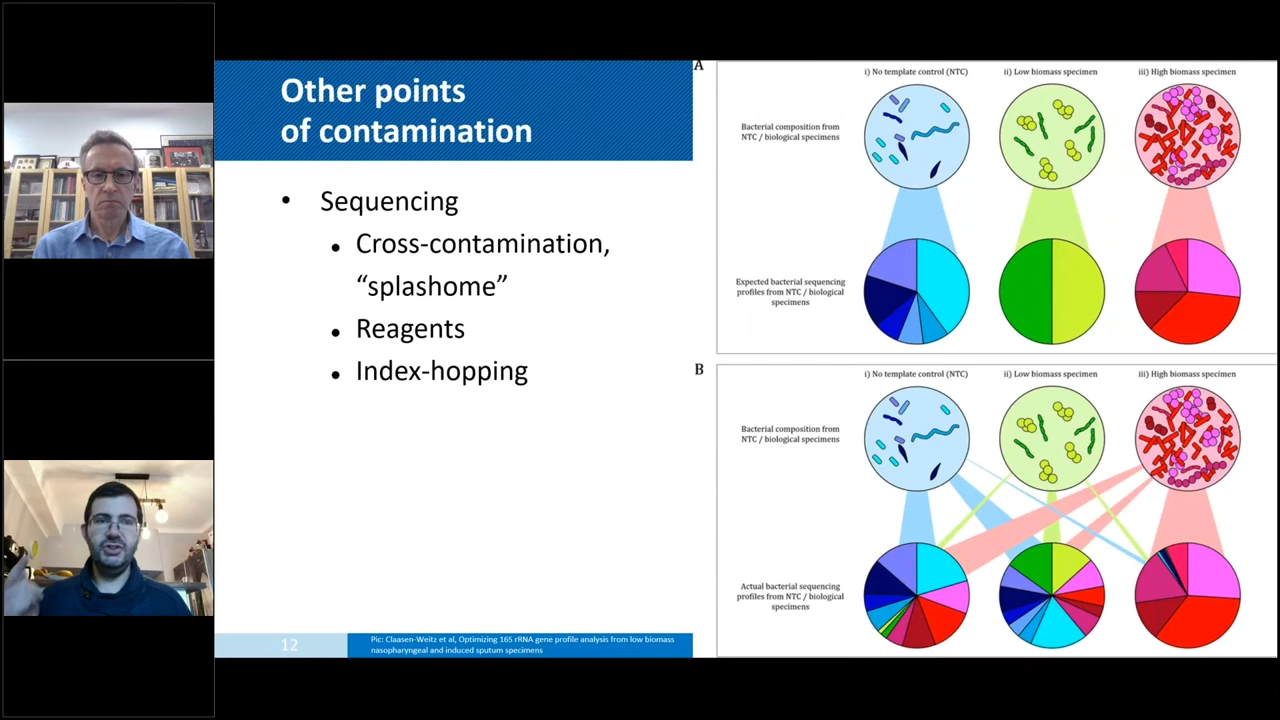 Other points
of contamination
• Sequencing
• Cross-contamination,
“splashome”
• Reagents
• Index-hopping
12
Pic: Claasen-Weitz et al, Optimizing 16S rRNA gene profile analysis from low biomass
nasopharyngeal and induced sputum specimens
A
i) No template control (NTC)
ii) Low biomass specimen
iii) High biomass specimen
Bacterial composition from
NTC / biological specimens
Expected bacterial sequencing
profiles from NTC / biological
specimens
B
i) No template control (NTC)
ii) Low biomass specimen
iii) High biomass specimen
Bacterial composition from
NTC / biological specimens
Actual bacterial sequencing
profiles from NTC / biological
specimens